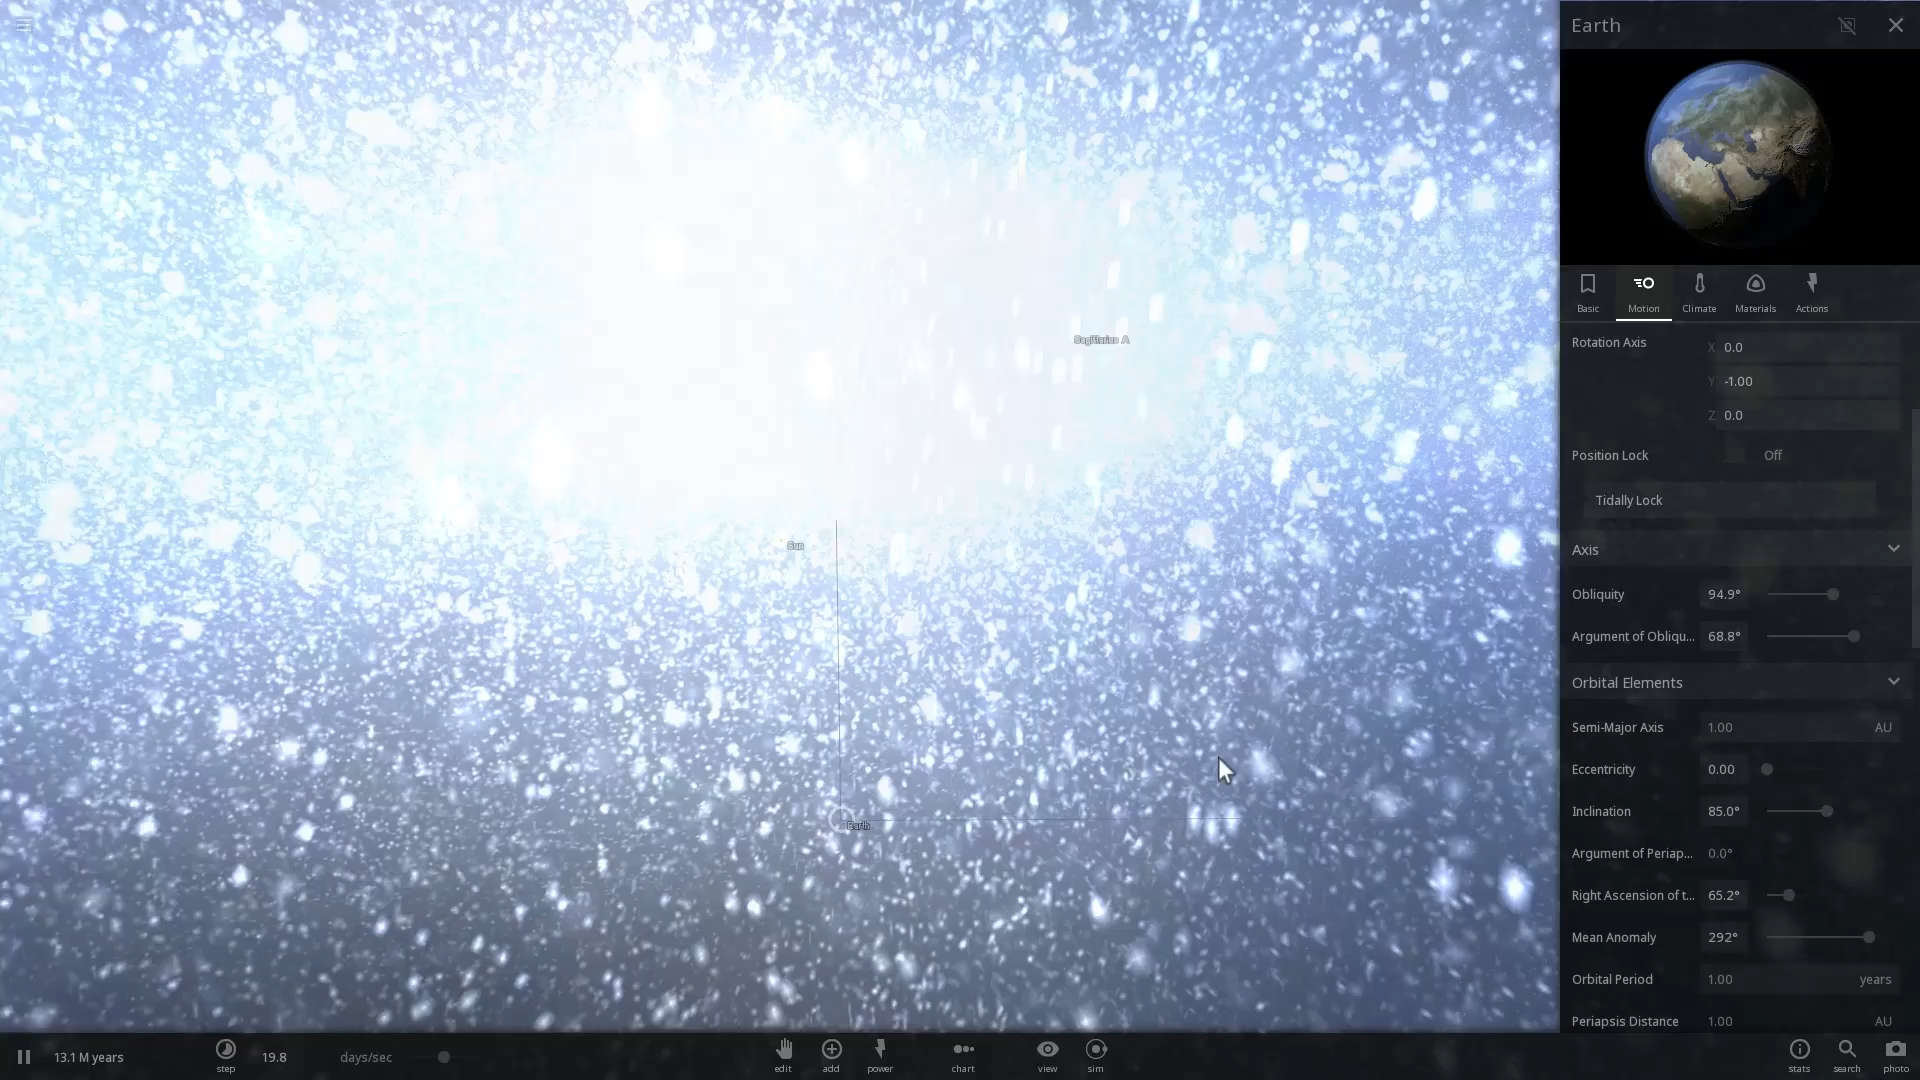 Earth
Basic
Motion
Climate
Materials
Actions
Rotation Axis
X 0.0
Y -1.00
Z 0.0
Position Lock Off
Tidally Lock
Axis
Obliquity 94.9°
Argument of Obliqu... 68.8°
Orbital Elements
Semi-Major Axis 1.00 AU
Eccentricity 0.00
Inclination 85.0°
Argument of Periap... 0.0°
Right Ascension of t... 65.2°
Mean Anomaly 292°
Orbital Period 1.00 years
Periapsis Distance 1.00 AU
Sagittarius A
Sun
Earth
13.1 M years
step
19.8 days/sec
edit
add
power
chart
view
sim
stats
search
photo